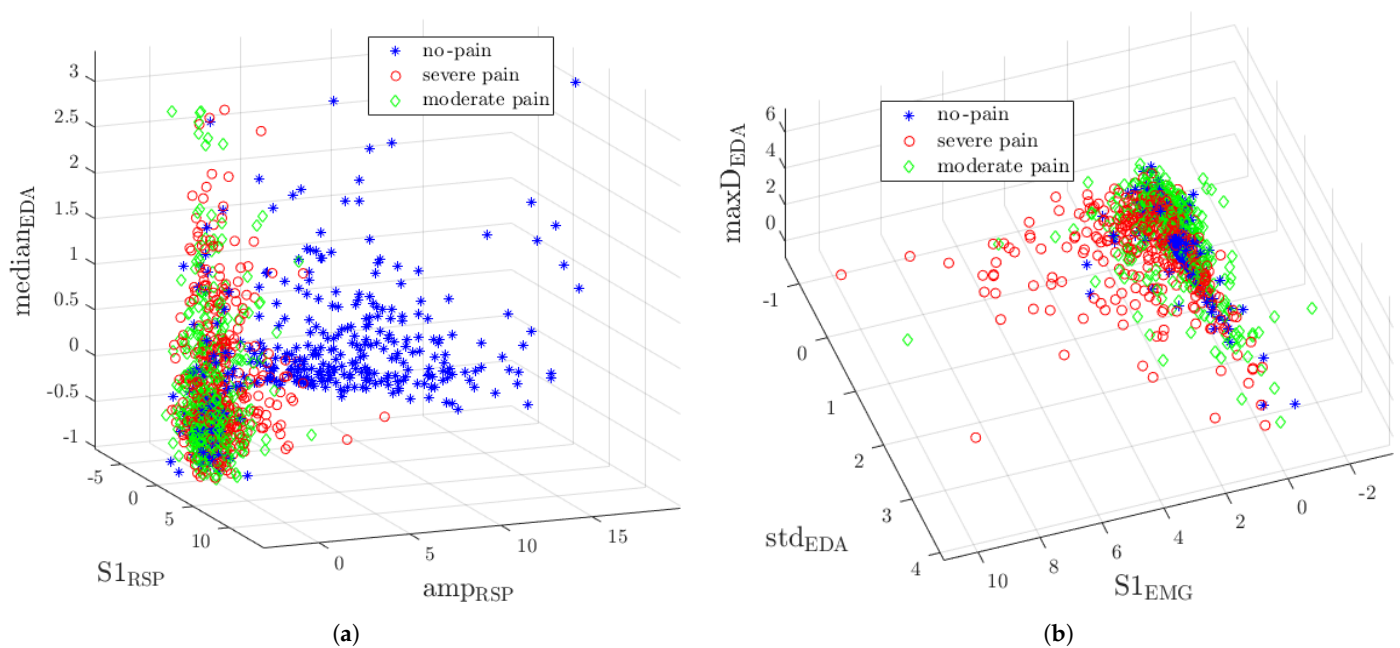 no-pain
severe pain
moderate pain
3
2.5
2
1.5
1
0.5
0
-0.5
-1
medianEDA
-5
0
5
10
S1RSP
0
5
10
15
ampRSP
(a)
no-pain
severe pain
moderate pain
6
4
2
0
maxDEDA
-1
0
1
2
3
4
stdEDA
10
8
6
4
2
0
-2
S1EMG
(b)